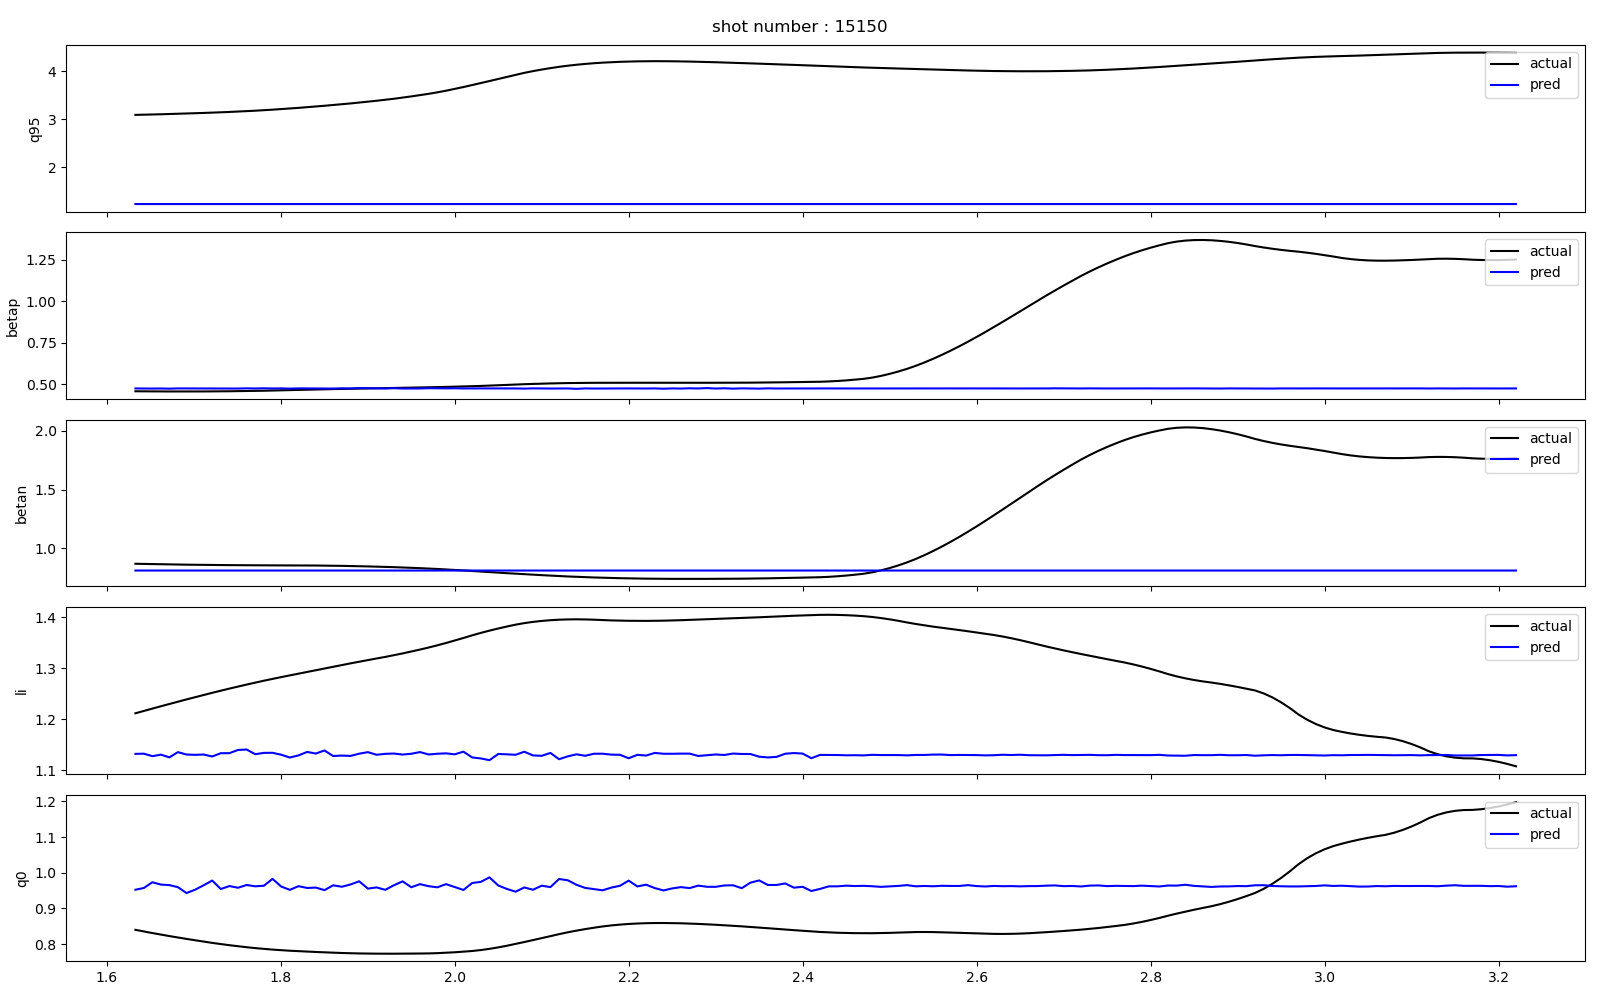 shot number : 15150
4
3
2
q95
actual
pred
1.25
1.00
0.75
0.50
betap
actual
pred
2.0
1.5
1.0
betan
actual
pred
1.4
1.3
1.2
1.1
li
actual
pred
1.2
1.1
1.0
0.9
0.8
q0
actual
pred
1.6 1.8 2.0 2.2 2.4 2.6 2.8 3.0 3.2